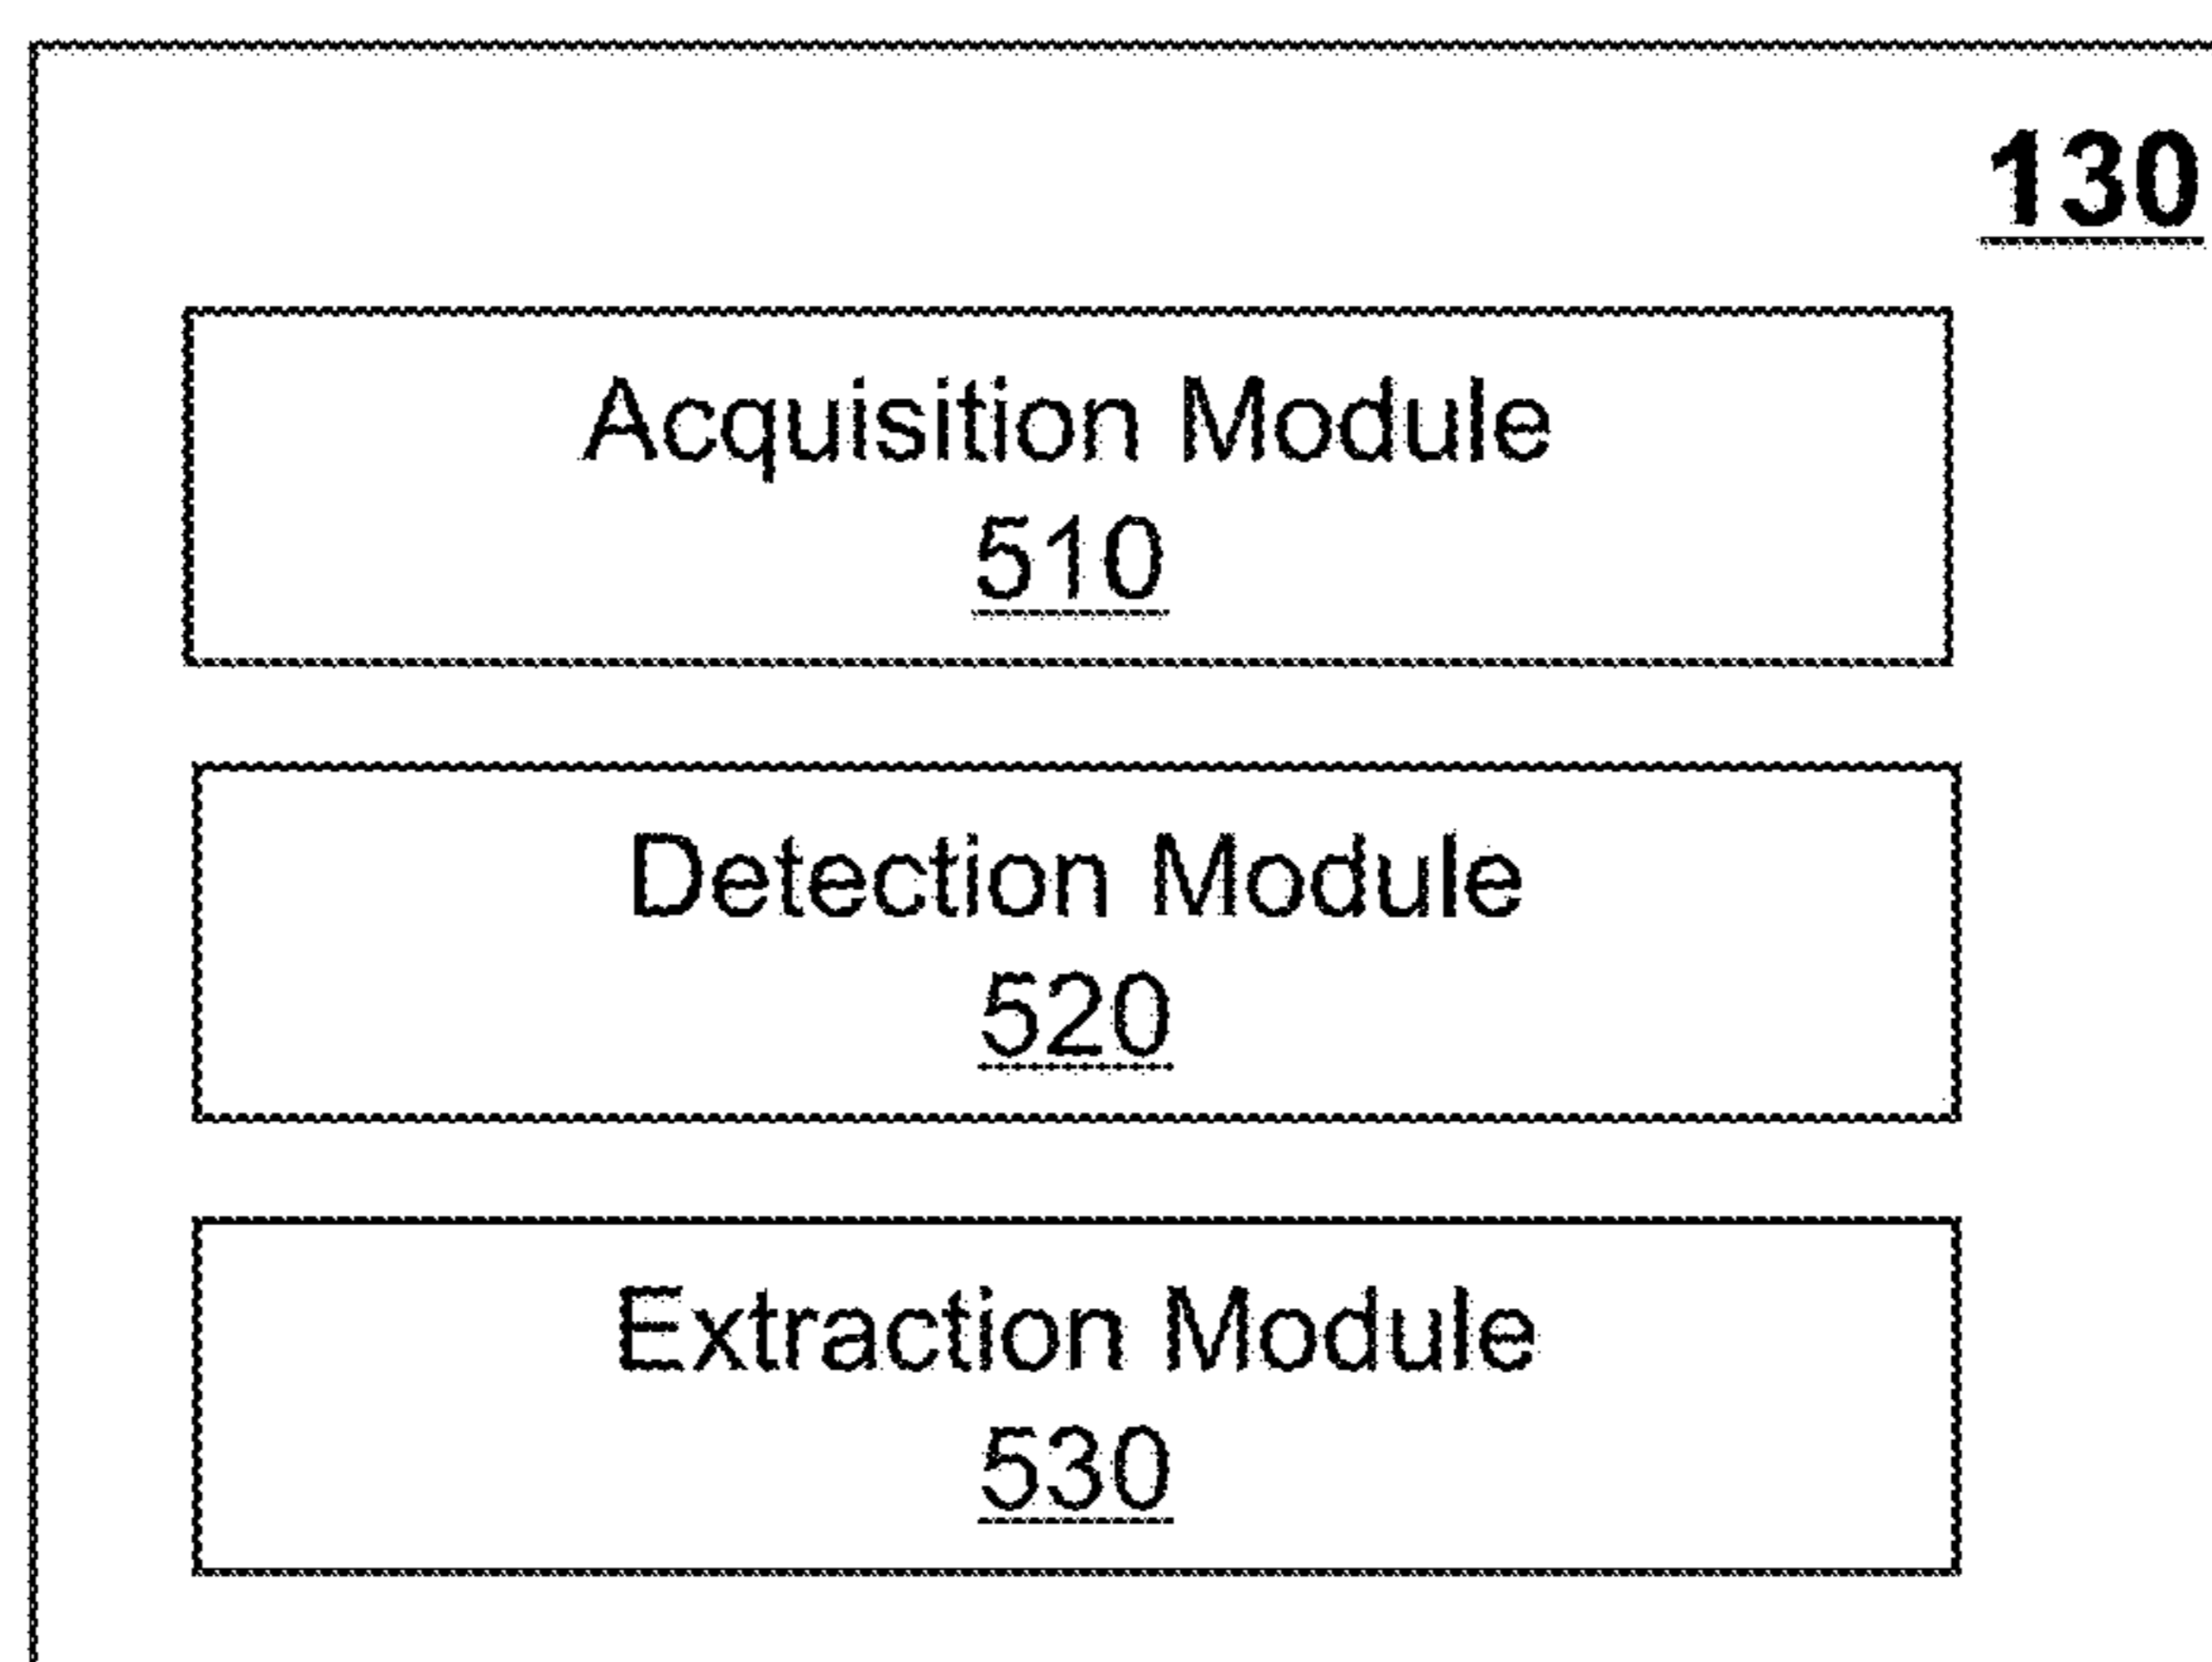 130
Acquisition Module
510
Detection Module
520
Extraction Module
530